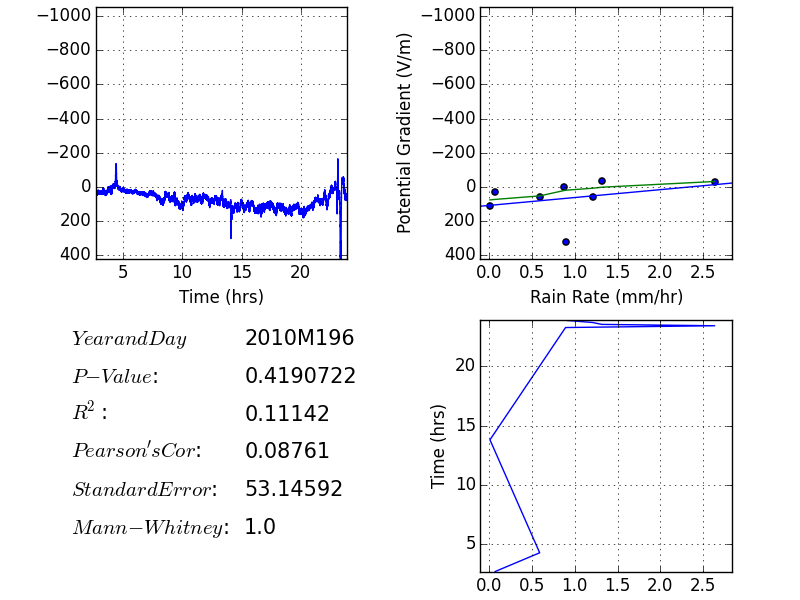 −1000
−800
−600
−400
−200
0
200
400
5 10 15 20
Time (hrs)
Potential Gradient (V/m)
−1000
−800
−600
−400
−200
0
200
400
0.0 0.5 1.0 1.5 2.0 2.5
Rain Rate (mm/hr)
YearandDay 2010M196
P−Value: 0.4190722
R²: 0.11142
Pearson'sCor: 0.08761
StandardError: 53.14592
Mann−Whitney: 1.0
Time (hrs)
20
15
10
5
0.0 0.5 1.0 1.5 2.0 2.5